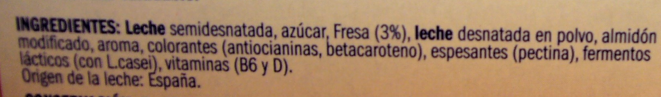 INGREDIENTES: Leche semidesnatada, azúcar, Fresa (3%), leche desnatada en polvo, almidón
modificado, aroma, colorantes (antiocianinas, betacaroteno), espesantes (pectina), fermentos
lácticos (con L.casei), vitaminas (B6 y D).
Origen de la leche: España.